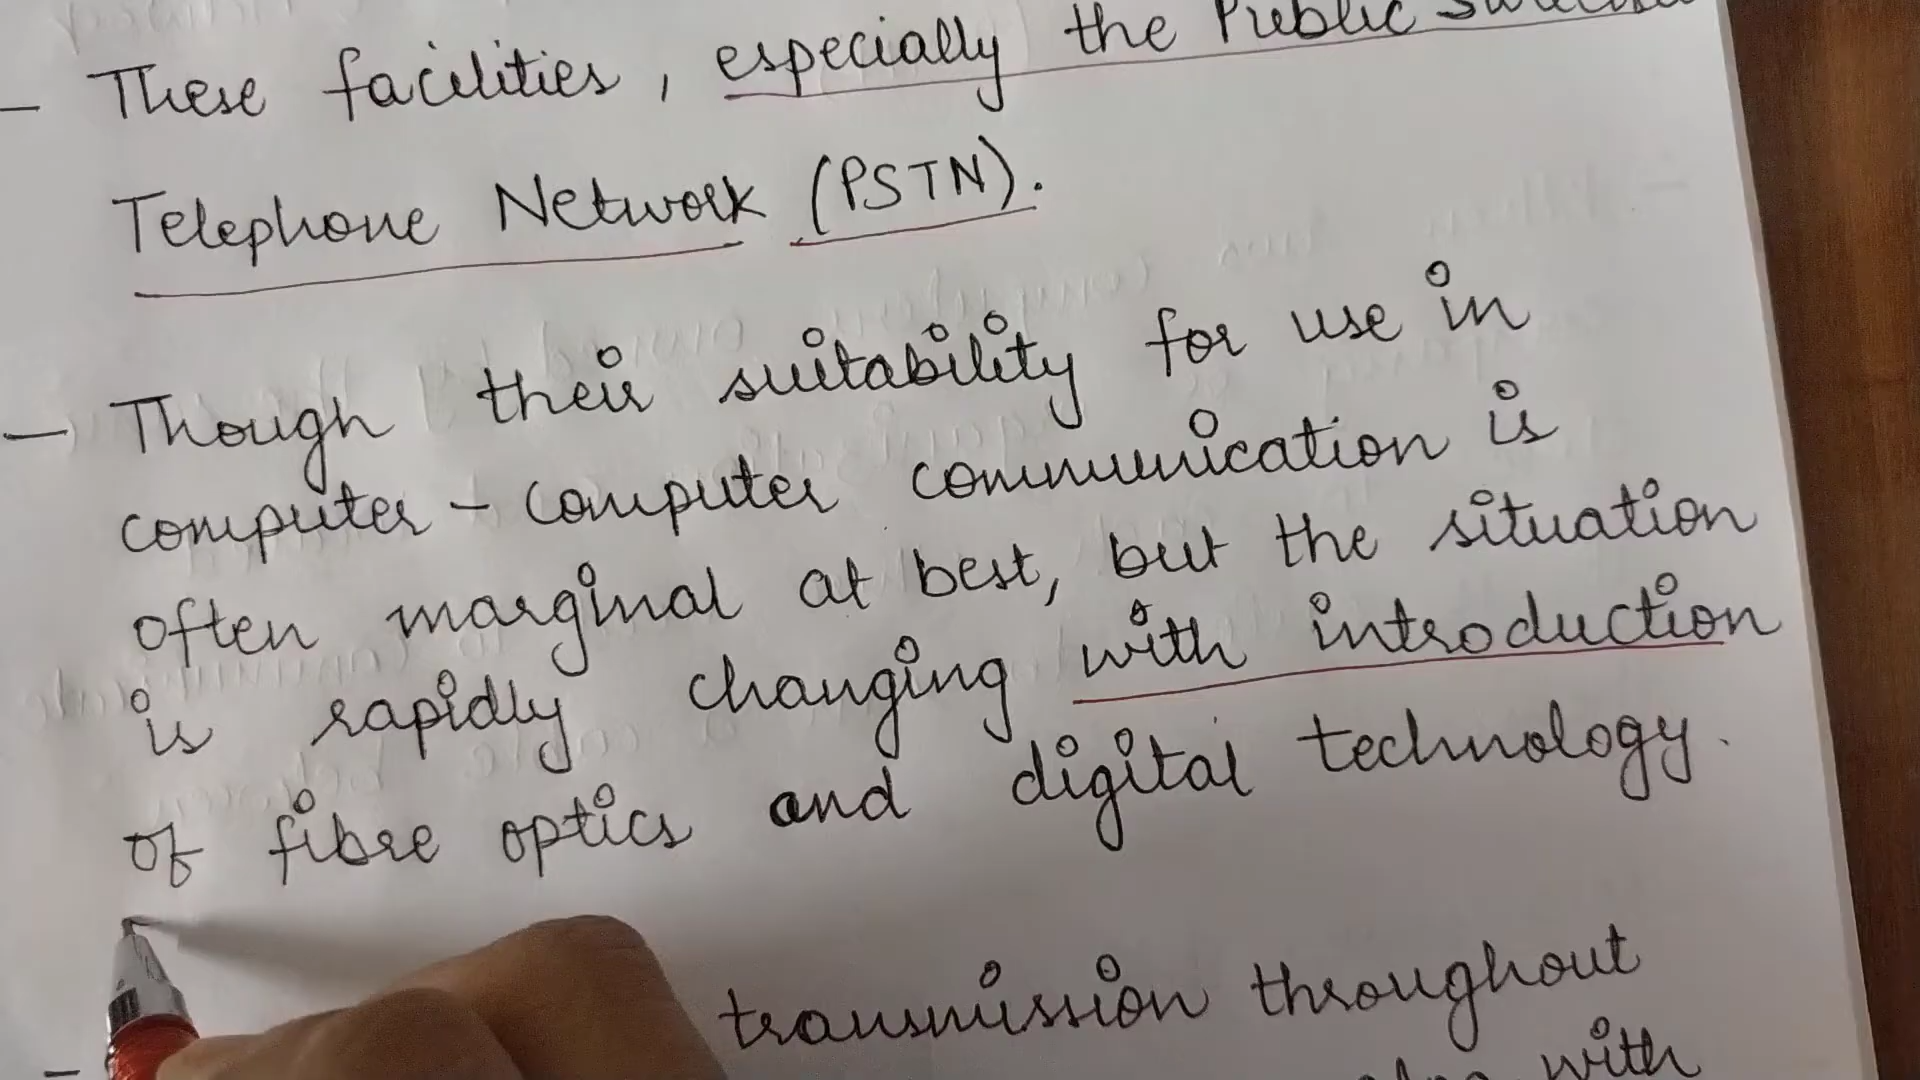 - These facilities, especially the Public
Telephone Network (PSTN).
- Though their suitability for use in
computer - computer communication is
often marginal at best, but the situation
is rapidly changing with introduction
of fibre optics and digital technology.
- transmission throughout
with